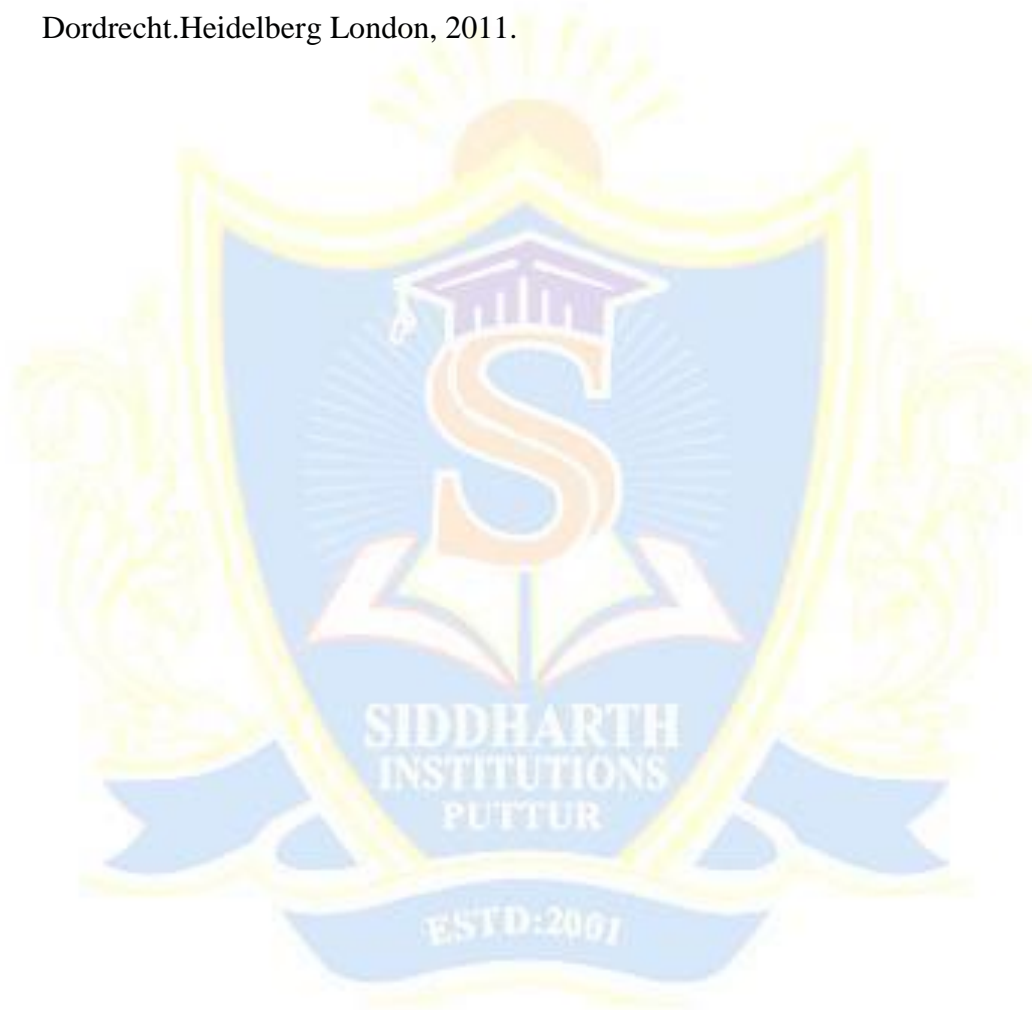 Dordrecht.Heidelberg London, 2011.
S
SIDDHARTH
INSTITUTIONS
PUTTUR
ESTD:2001